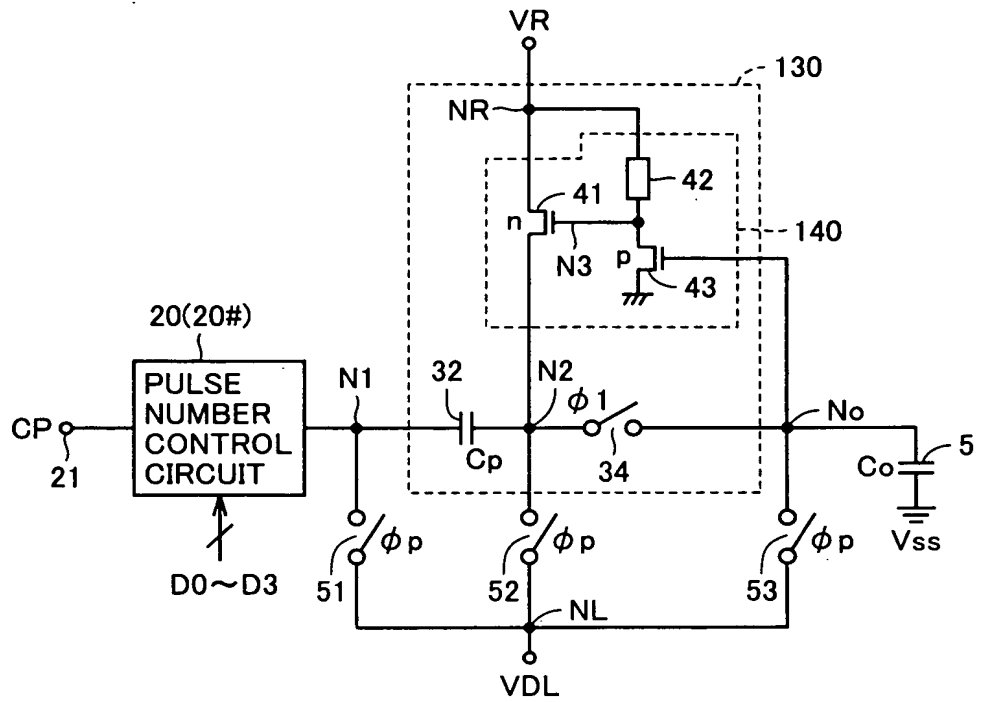 VR
130
NR
42
41
n
N3
140
p
43
20(20#)
PULSE
NUMBER
CONTROL
CIRCUIT
CP
21
D0~D3
N1
32
Cp
N2
ϕ1
34
No
Co
5
Vss
ϕp
51
ϕp
52
ϕp
53
NL
VDL